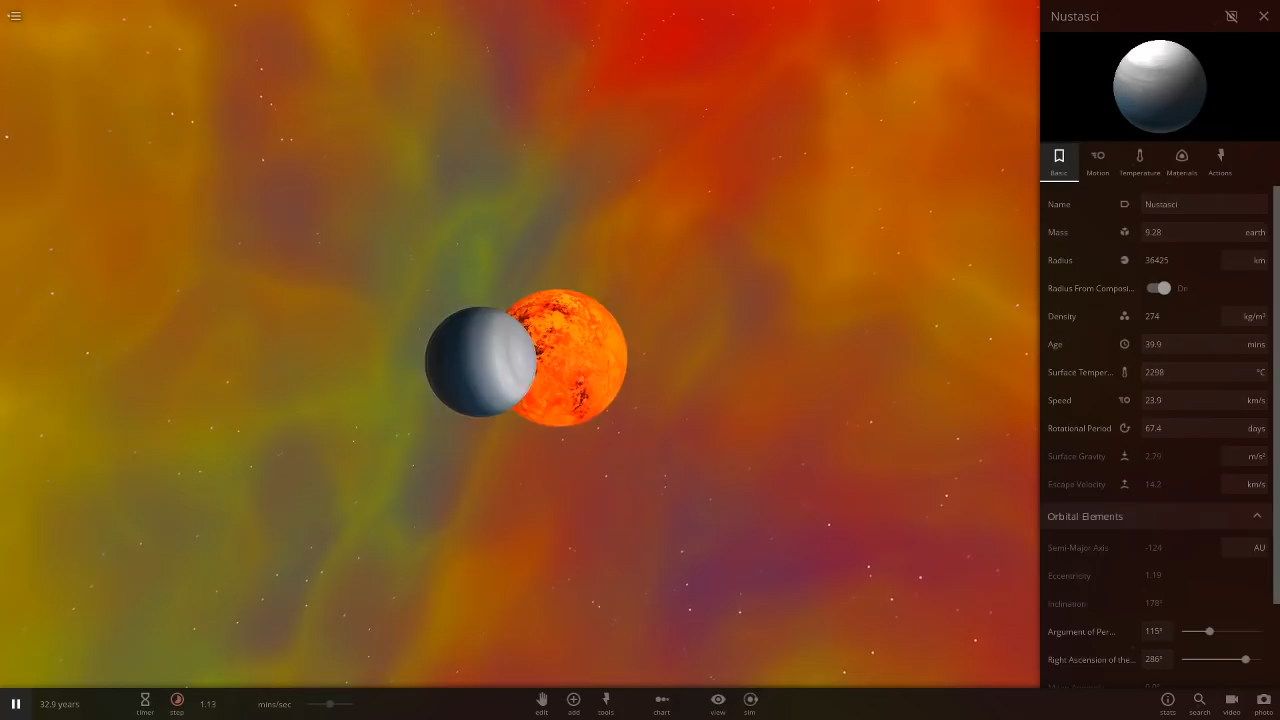 Nustasci
Basic Motion Temperature Materials Actions
Name Nustasci
Mass 9.28 earth
Radius 36425 km
Radius From Composi... On
Density 274 kg/m³
Age 39.9 mins
Surface Temper... 2298 °C
Speed 23.9 km/s
Rotational Period 67.4 days
Surface Gravity 2.79 m/s²
Escape Velocity 14.2 km/s
Orbital Elements
Semi-Major Axis -124 AU
Eccentricity 1.19
Inclination 178°
Argument of Per... 115°
Right Ascension of the... 286°
32.9 years timer step 1.13 mins/sec edit add tools chart view sim stats search video photo